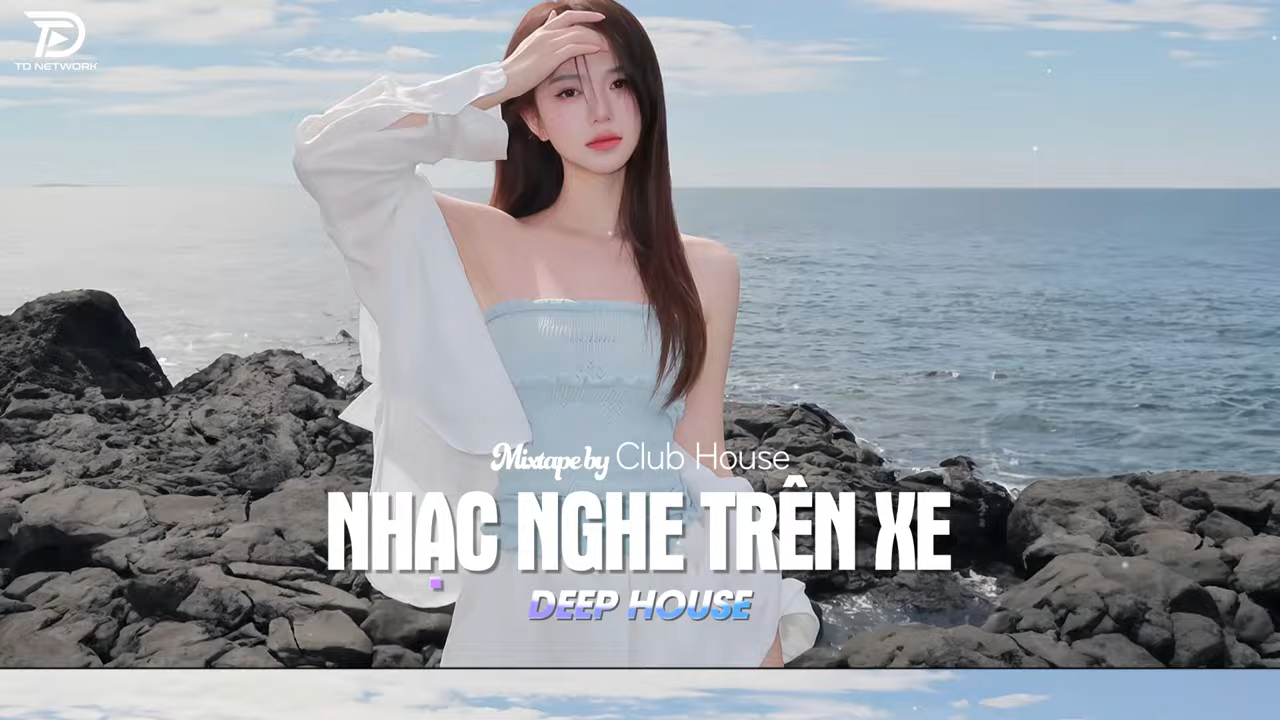 TD NETWORK
Mixtape by Club House
NHẠC NGHE TRÊN XE
DEEP HOUSE